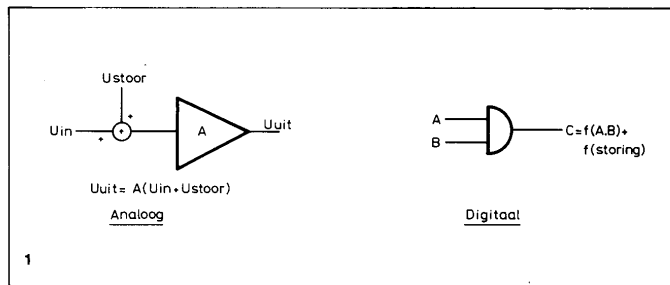 Ustoor
+
Uin
+
+
A
Uuit
Uuit= A(Uin+Ustoor)
Analoog
A
B
C=f(A.B)+
f(storing)
Digitaal
1